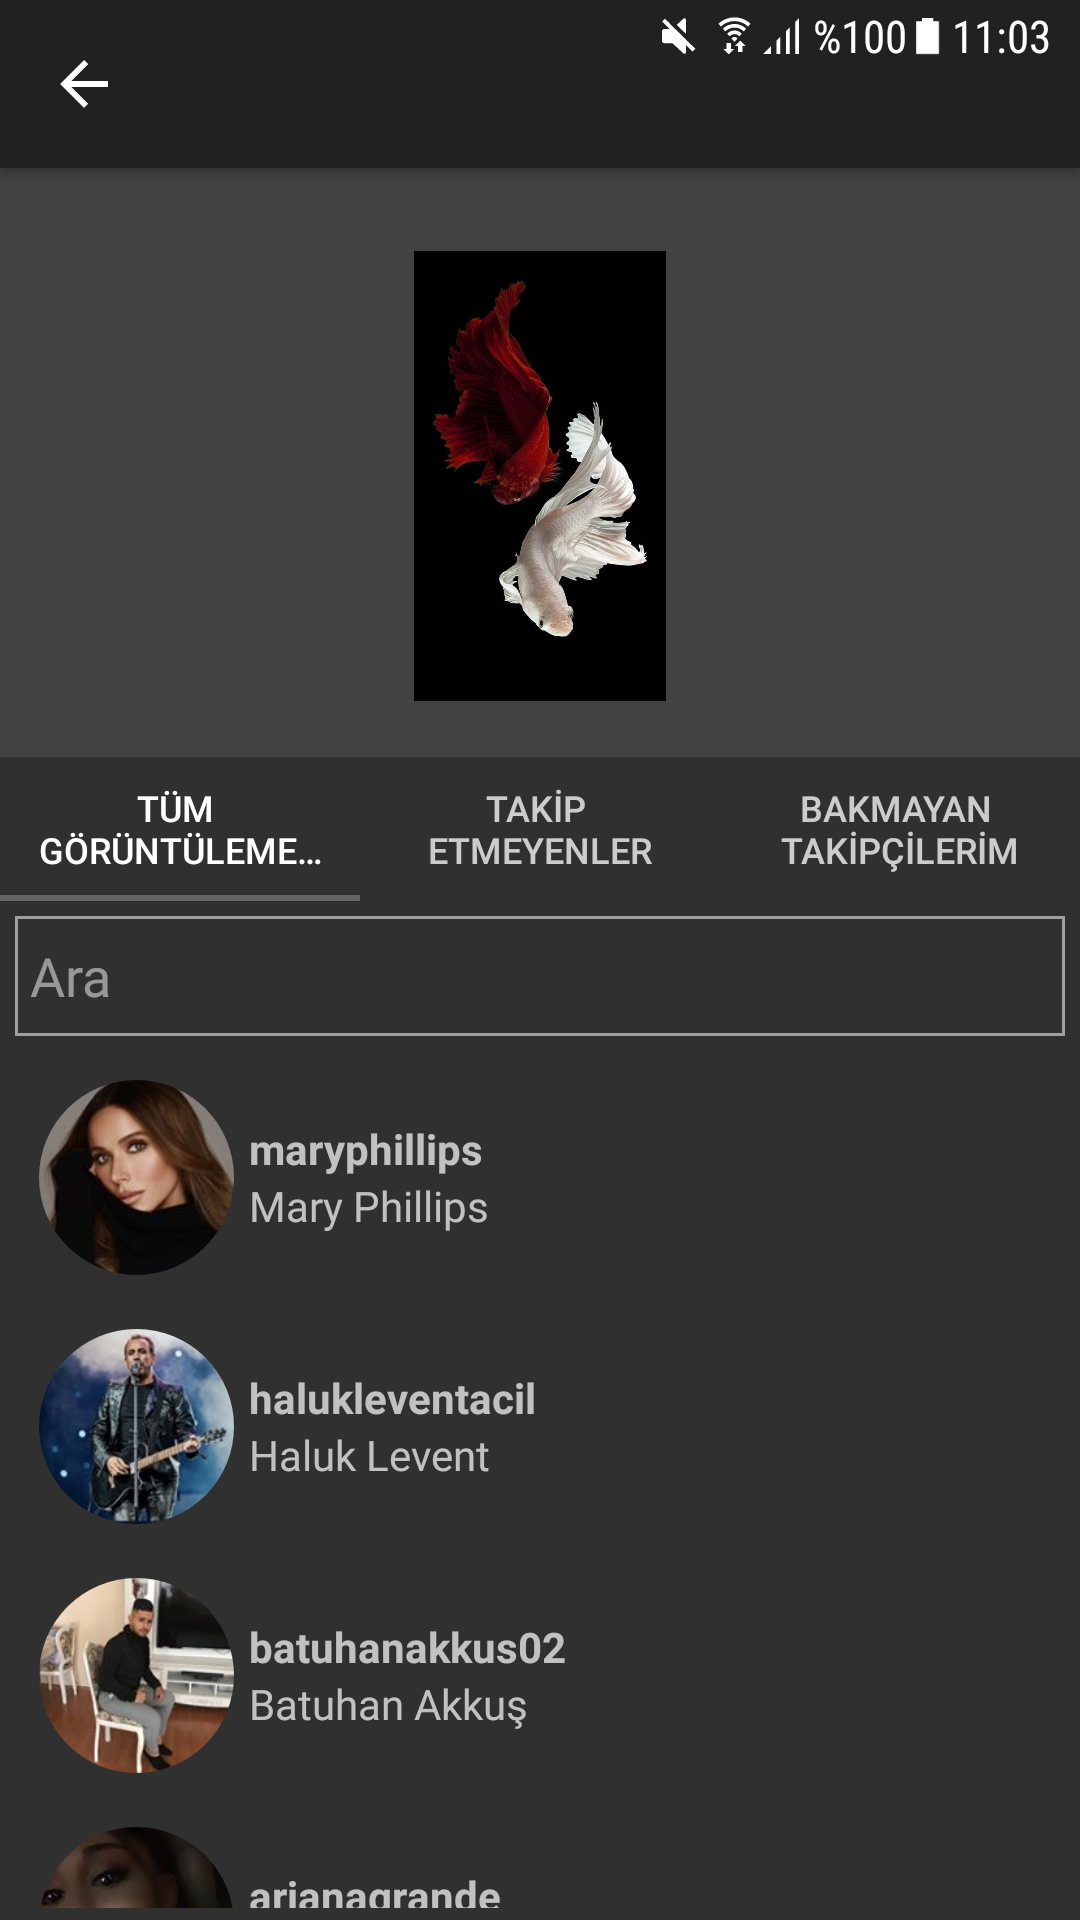 %100 11:03
TÜM
GÖRÜNTÜLEME...
TAKİP
ETMEYENLER
BAKMAYAN
TAKİPÇİLERİM
Ara
maryphillips
Mary Phillips
halukleventacil
Haluk Levent
batuhanakkus02
Batuhan Akkuş
arianagrande